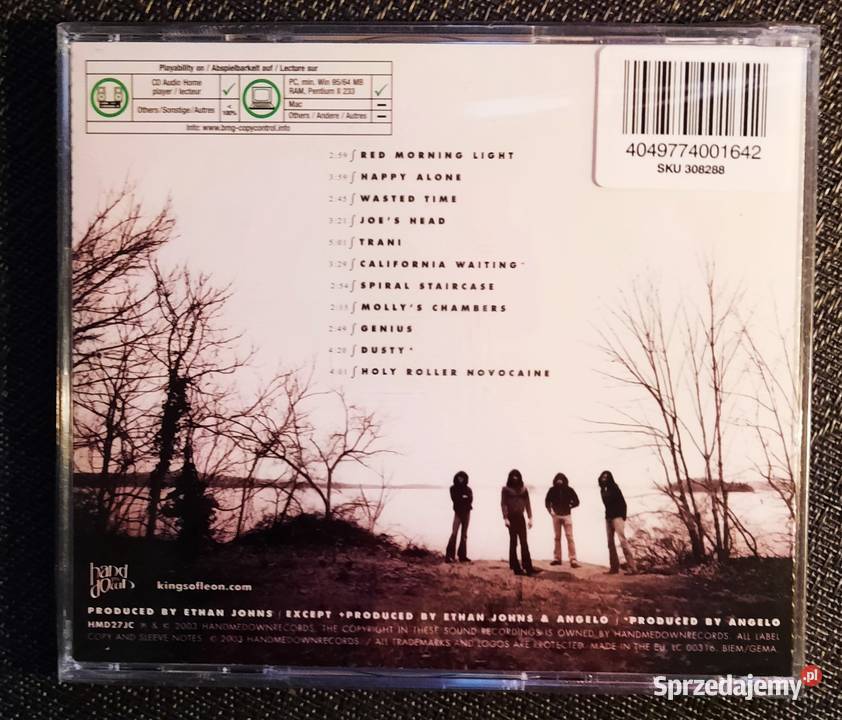 Playability on / Abspielbarkeit auf / Lecture sur
CD Audio Home player / lecteur
Others/Sonstige/Autres
< 100%
PC, min. Win 95/64 MB RAM, Pentium II 233
Mac
Others / Andere / Autres
Info: www.bmg-copycontrol.info
4049774001642
SKU 308288
2:59 RED MORNING LIGHT
3:59 HAPPY ALONE
2:45 WASTED TIME
3:21 JOE'S HEAD
5:01 TRANI
3:29 CALIFORNIA WAITING
2:54 SPIRAL STAIRCASE
MOLLY'S CHAMBERS
2:49 GENIUS
4:20 DUSTY
4:01 HOLY ROLLER NOVOCAINE
hand me down
kingsofleon.com
PRODUCED BY ETHAN JOHNS / EXCEPT +PRODUCED BY ETHAN JOHNS & ANGELO / *PRODUCED BY ANGELO
HMD27JC ℗ & © 2003 HANDMEDOWNRECORDS. THE COPYRIGHT IN THESE SOUND RECORDINGS IS OWNED BY HANDMEDOWNRECORDS. ALL LABEL
COPY AND SLEEVE NOTES. © 2003 HANDMEDOWNRECORDS. // ALL TRADEMARKS AND LOGOS ARE PROTECTED. MADE IN THE EU. LC 00316. BIEM/GEMA.
Sprzedajemy.pl